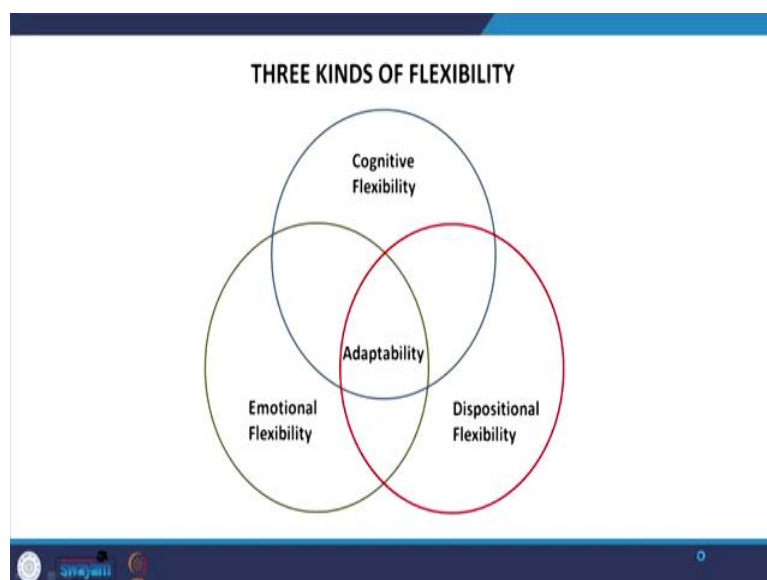 THREE KINDS OF FLEXIBILITY
Cognitive
Flexibility
Adaptability
Emotional
Flexibility
Dispositional
Flexibility
swayam